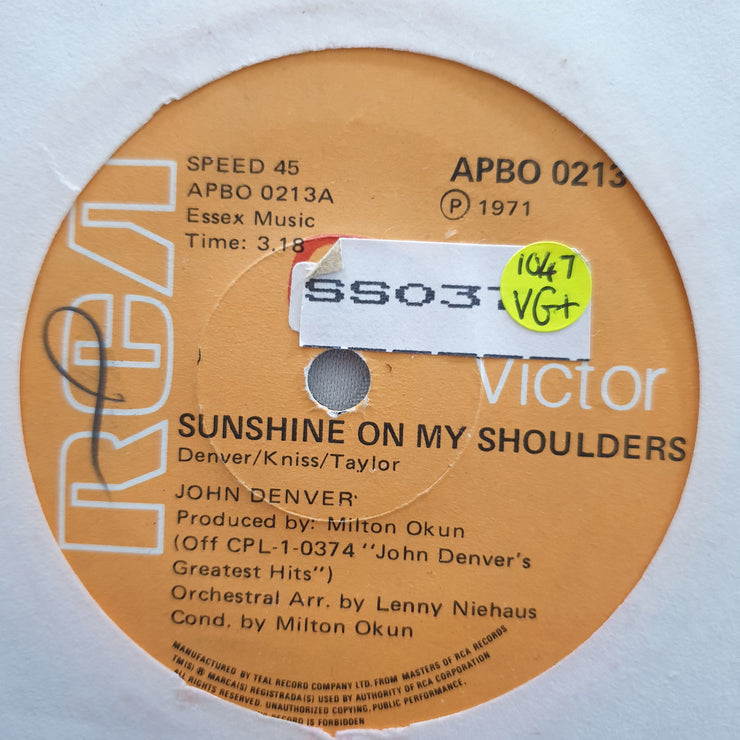 RCA
SPEED 45
APBO 0213A
Essex Music
Time: 3.18
APBO 0213
Ⓟ 1971
SS037
1047
VG+
Victor
SUNSHINE ON MY SHOULDERS
Denver/Kniss/Taylor
JOHN DENVER
Produced by: Milton Okun
(Off CPL-1-0374 "John Denver's
Greatest Hits")
Orchestral Arr. by Lenny Niehaus
Cond. by Milton Okun
MANUFACTURED BY TEAL RECORD COMPANY LTD. FROM MASTERS OF RCA RECORDS
TM(S) ® MARCA(S) REGISTRADA(S) USED BY AUTHORITY OF RCA CORPORATION
ALL RIGHTS RESERVED. UNAUTHORIZED COPYING, PUBLIC PERFORMANCE,
RECORD IS FORBIDDEN